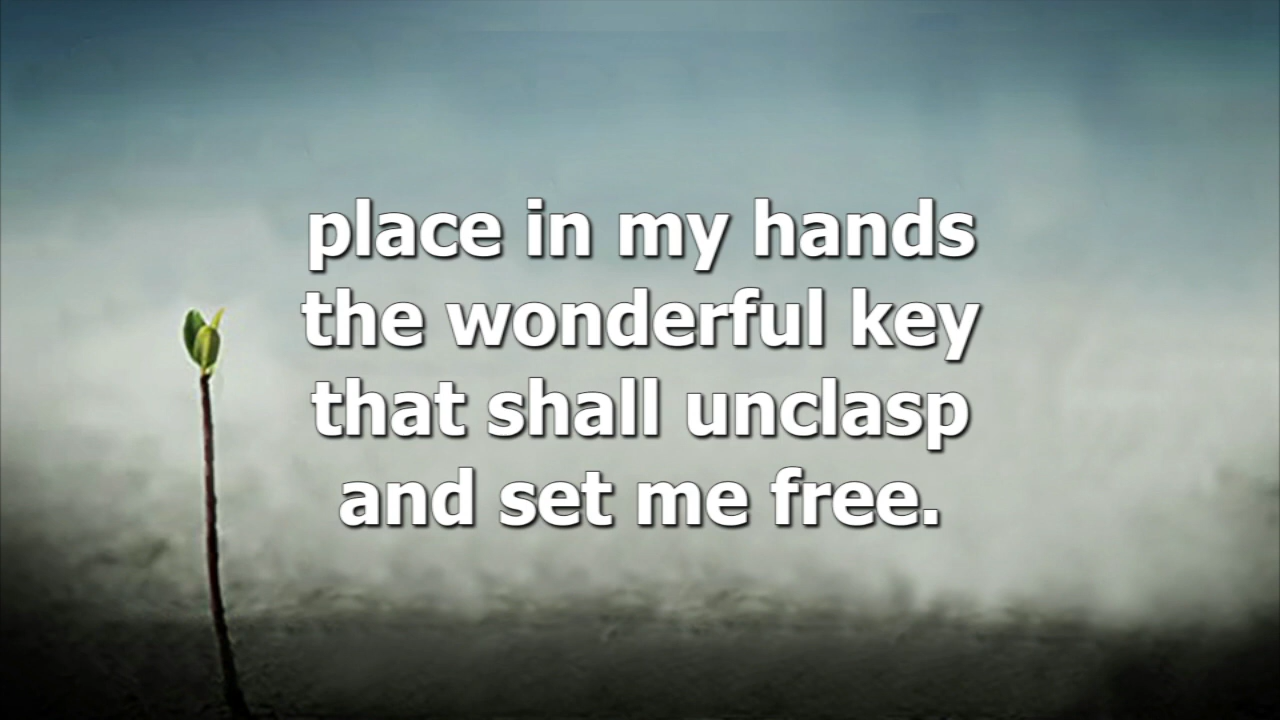 place in my hands
the wonderful key
that shall unclasp
and set me free.